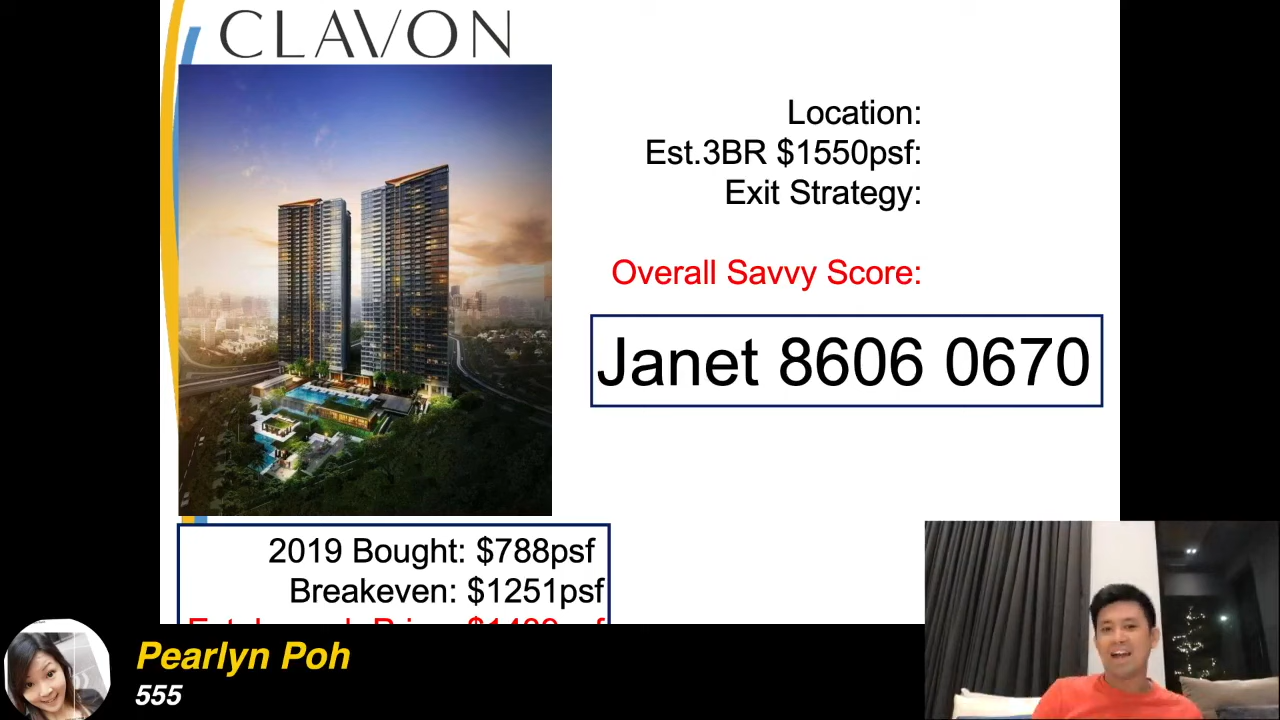 CLAVON
Location:
Est.3BR $1550psf:
Exit Strategy:
Overall Savvy Score:
Janet 8606 0670
2019 Bought: $788psf
Breakeven: $1251psf
Pearlyn Poh
555